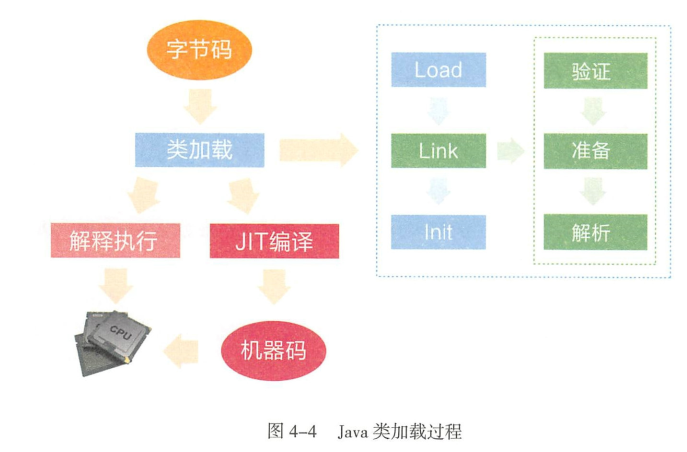 字节码
类加载
解释执行
JIT编译
CPU
机器码
Load
Link
Init
验证
准备
解析
图 4-4 Java 类加载过程